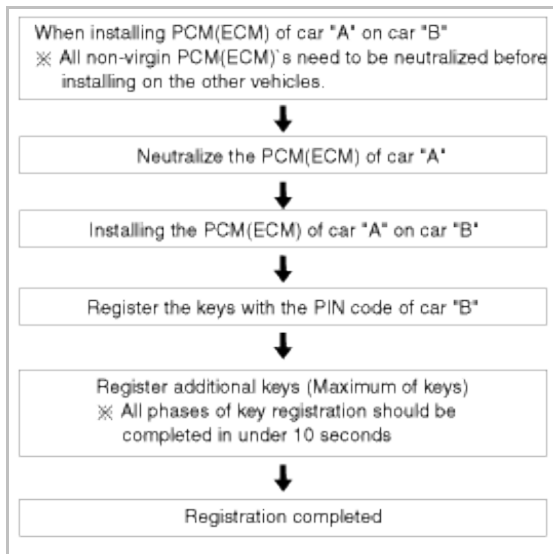 When installing PCM(ECM) of car "A" on car "B"
※ All non-virgin PCM(ECM)`s need to be neutralized before
installing on the other vehicles.
Neutralize the PCM(ECM) of car "A"
Installing the PCM(ECM) of car "A" on car "B"
Register the keys with the PIN code of car "B"
Register additional keys (Maximum of keys)
※ All phases of key registration should be
completed in under 10 seconds
Registration completed